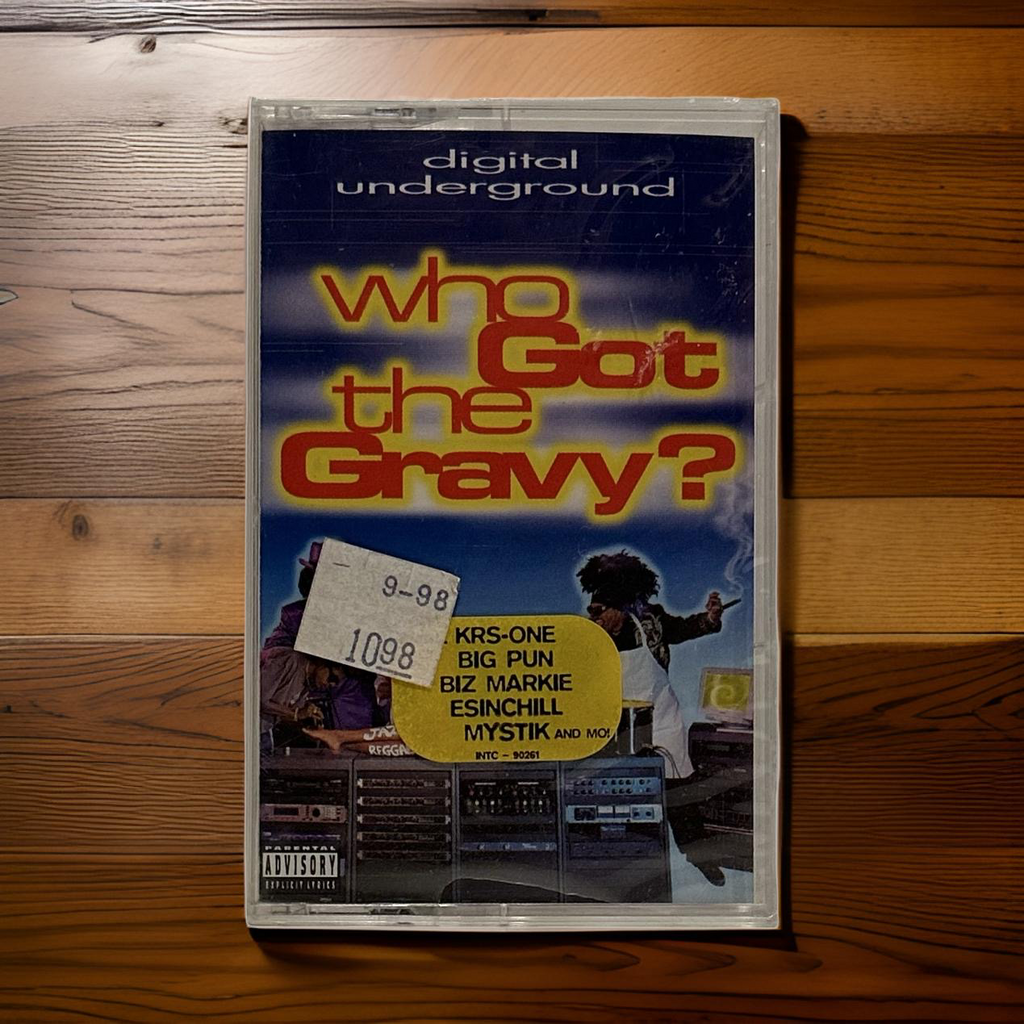 digital
underground
who
Got
the
Gravy?
9-98
1098
KRS-ONE
BIG PUN
BIZ MARKIE
ESINCHILL
MYSTIK AND MO
INTC - 90261
REGGA
PARENTAL
ADVISORY
EXPLICIT LYRICS